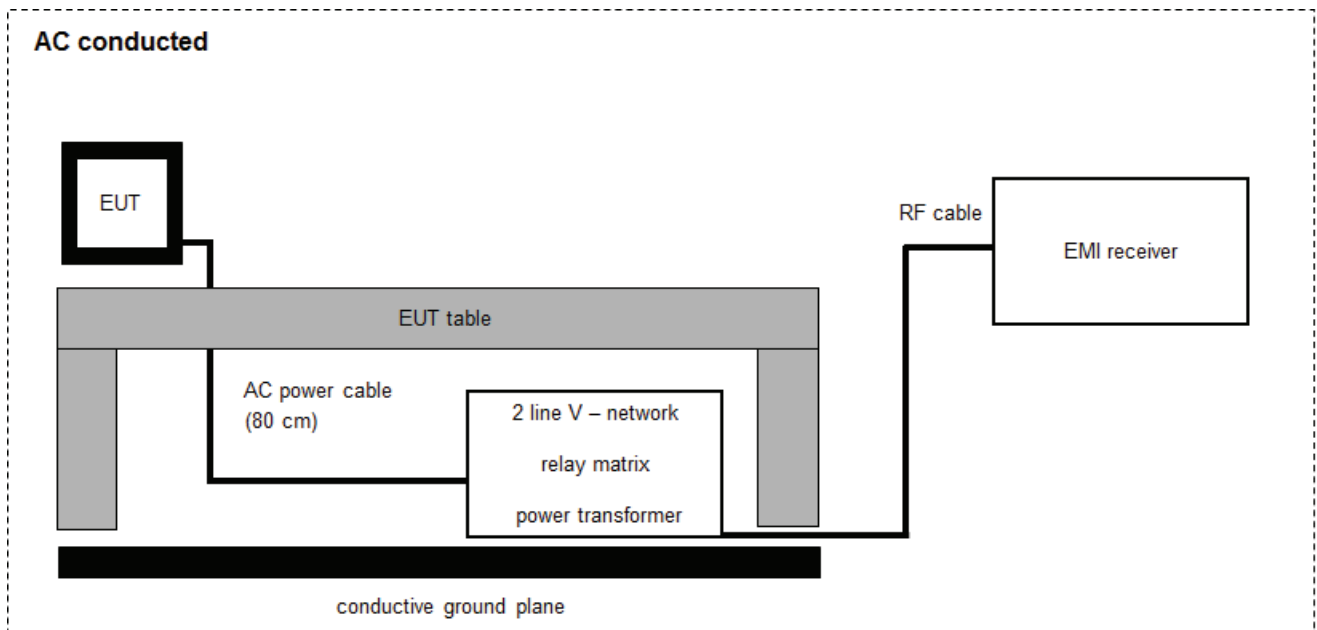 AC conducted
EUT
RF cable
EMI receiver
EUT table
AC power cable
(80 cm)
2 line V – network
relay matrix
power transformer
conductive ground plane